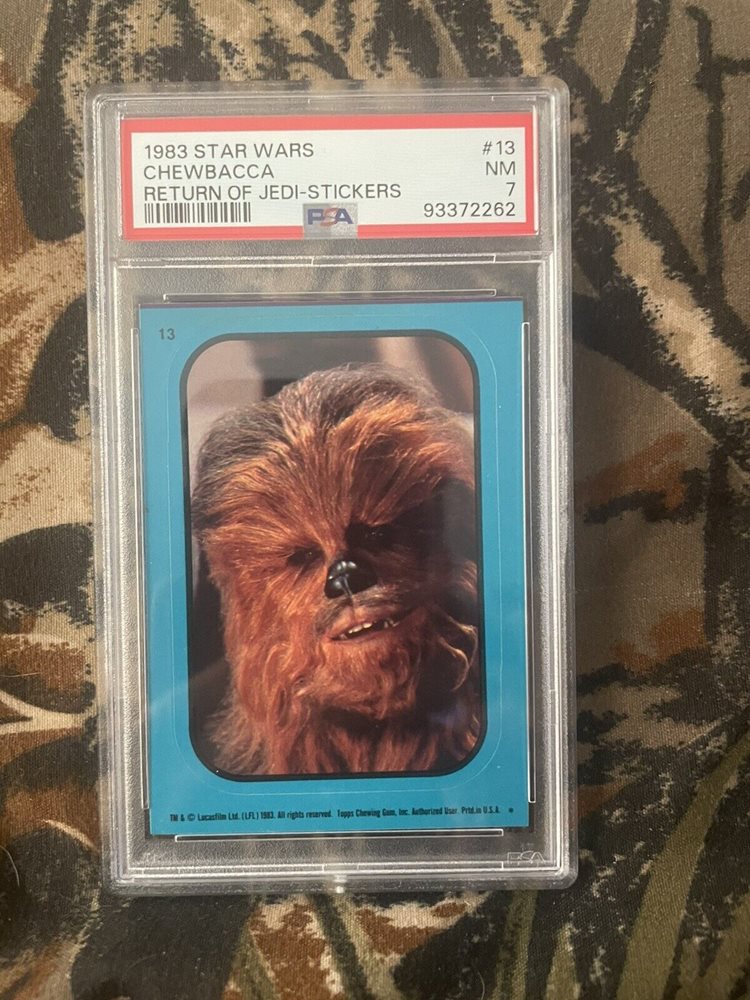 1983 STAR WARS #13
CHEWBACCA NM
RETURN OF JEDI-STICKERS 7
PSA 93372262
13
TM & © Lucasfilm Ltd. (LFL) 1983. All rights reserved. Topps Chewing Gum, Inc. Authorized User. Prtd. in U.S.A. *
PSA